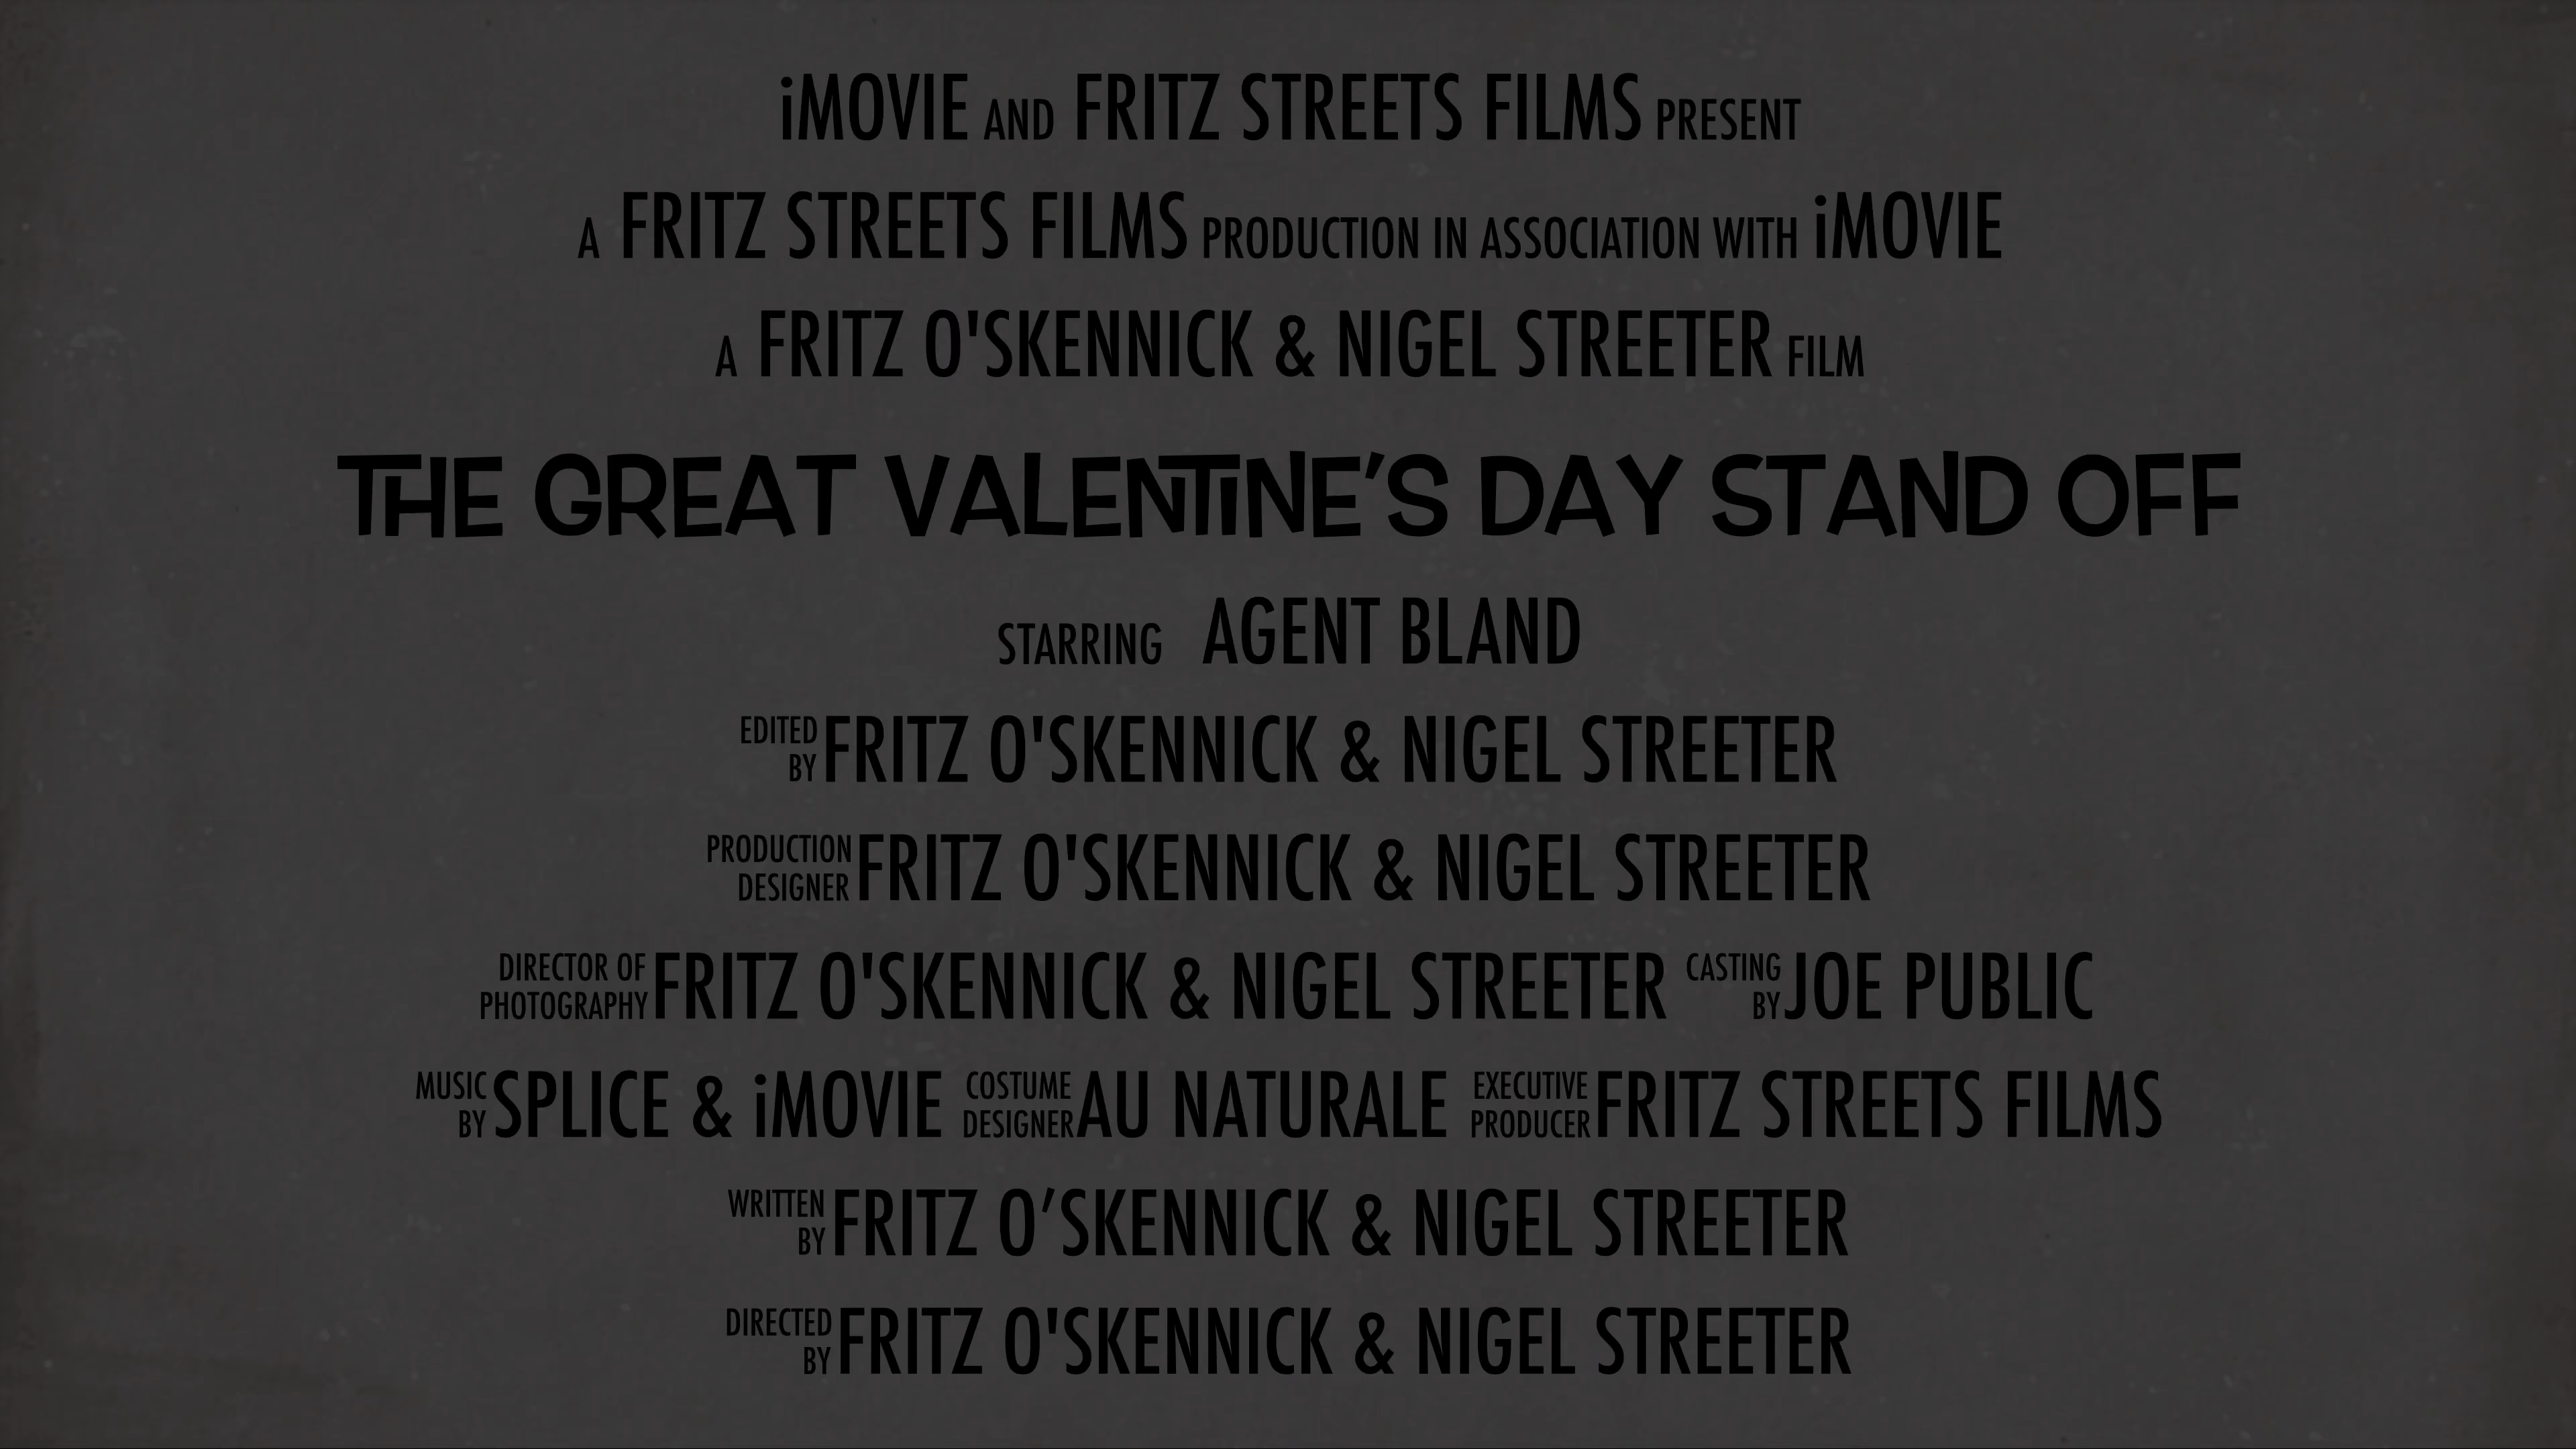 iMOVIE AND FRITZ STREETS FILMS PRESENT
A FRITZ STREETS FILMS PRODUCTION IN ASSOCIATION WITH iMOVIE
A FRITZ O'SKENNICK & NIGEL STREETER FILM
THE GREAT VALENTINE'S DAY STAND OFF
STARRING AGENT BLAND
EDITED BY FRITZ O'SKENNICK & NIGEL STREETER
PRODUCTION DESIGNER FRITZ O'SKENNICK & NIGEL STREETER
DIRECTOR OF PHOTOGRAPHY FRITZ O'SKENNICK & NIGEL STREETER CASTING BY JOE PUBLIC
MUSIC BY SPLICE & iMOVIE COSTUME DESIGNER AU NATURALE EXECUTIVE PRODUCER FRITZ STREETS FILMS
WRITTEN BY FRITZ O’SKENNICK & NIGEL STREETER
DIRECTED BY FRITZ O'SKENNICK & NIGEL STREETER